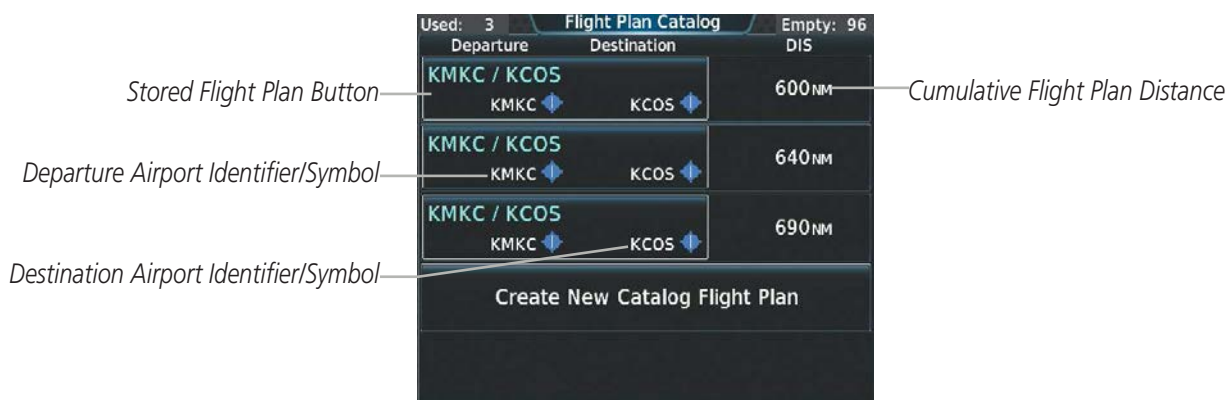 Used: 3 Flight Plan Catalog Empty: 96
Departure Destination DIS
KMKC / KCOS
KMKC KCOS 600NM
Stored Flight Plan Button
Cumulative Flight Plan Distance
KMKC / KCOS
KMKC KCOS 640NM
Departure Airport Identifier/Symbol
KMKC / KCOS
KMKC KCOS 690NM
Destination Airport Identifier/Symbol
Create New Catalog Flight Plan